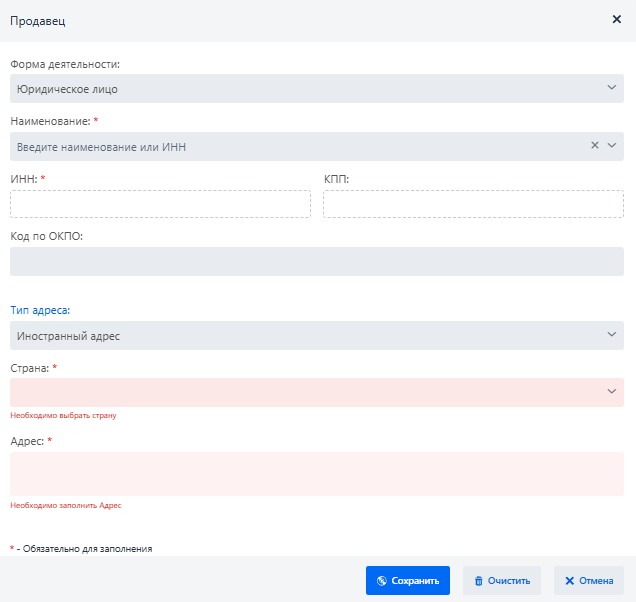 Продавец
Форма деятельности:
Юридическое лицо
Наименование: *
Введите наименование или ИНН
ИНН: * КПП:
Код по ОКПО:
Тип адреса:
Иностранный адрес
Страна: *
Необходимо выбрать страну
Адрес: *
Необходимо заполнить Адрес
* - Обязательно для заполнения
Сохранить Очистить Отмена